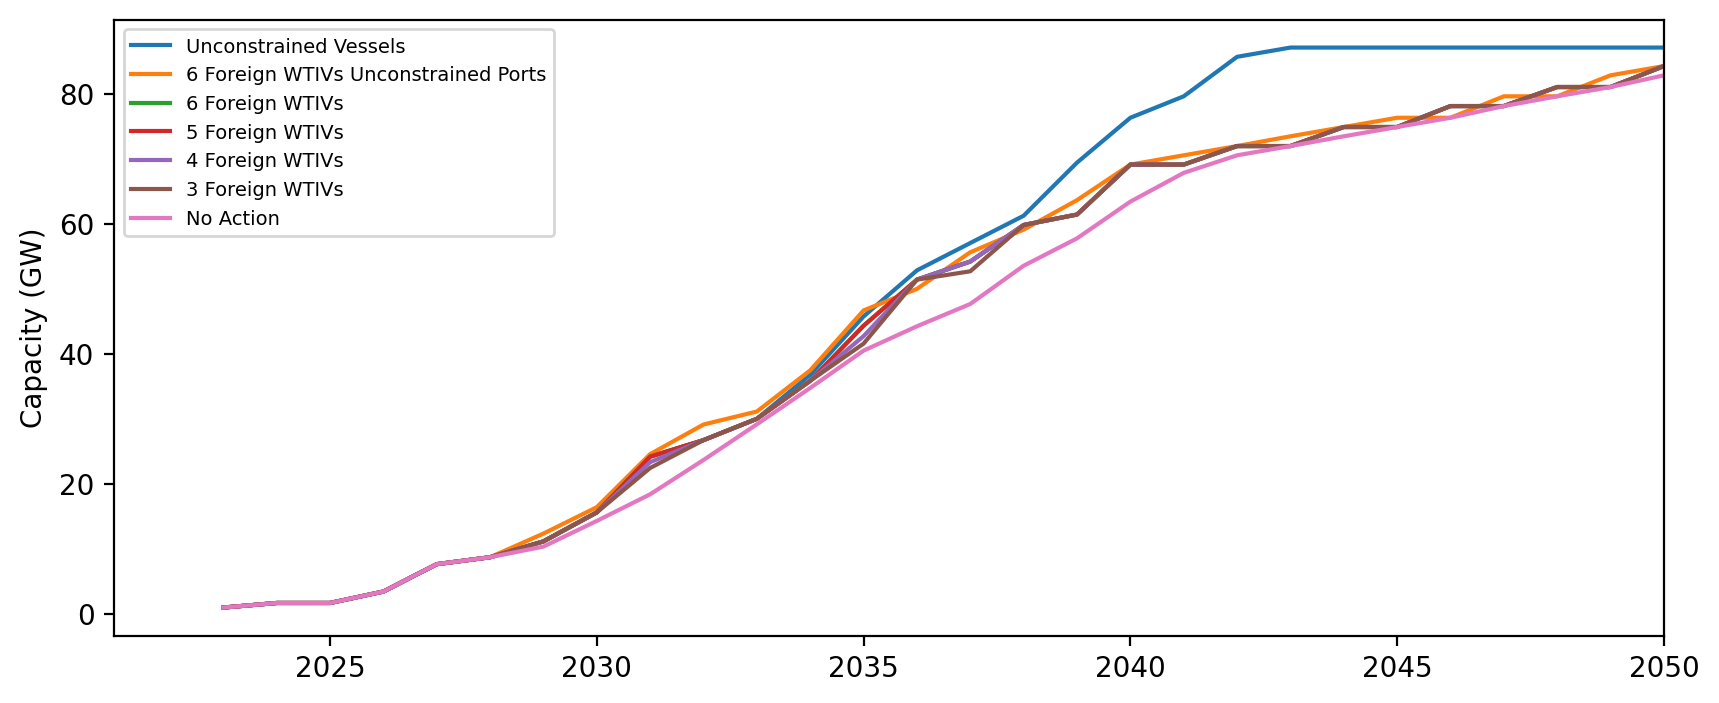 Unconstrained Vessels
6 Foreign WTIVs Unconstrained Ports
6 Foreign WTIVs
5 Foreign WTIVs
4 Foreign WTIVs
3 Foreign WTIVs
No Action
Capacity (GW)
80
60
40
20
0
2025 2030 2035 2040 2045 2050